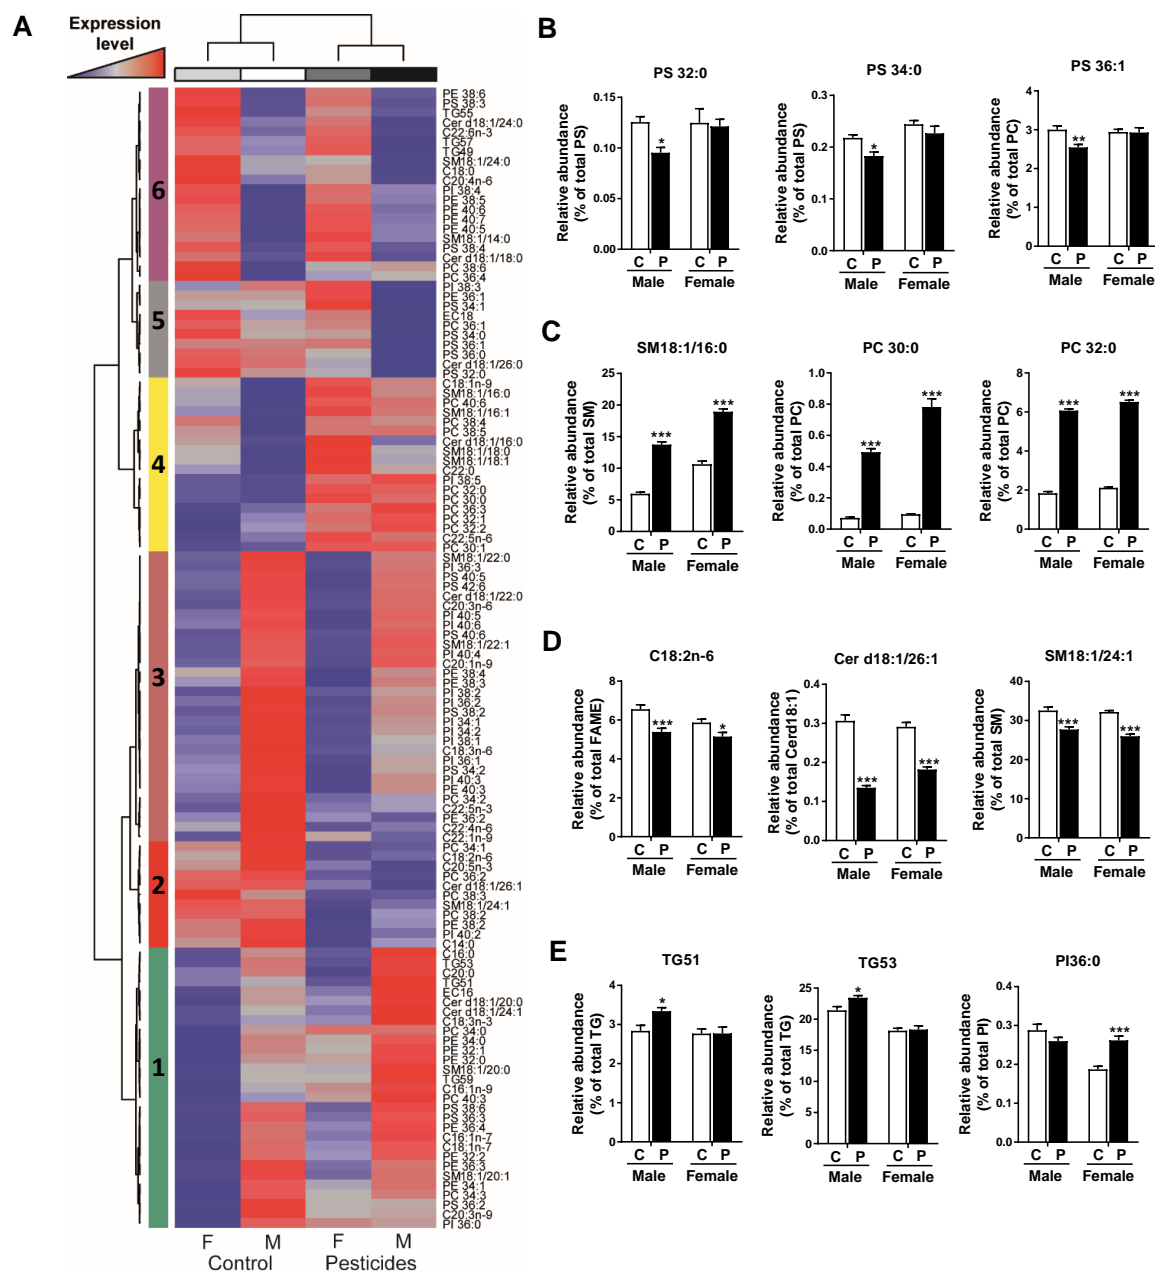 A
Expression
level
6
5
4
3
2
1
PE 38:6
PS 38:3
TG55
Cer d18:1/24:0
C22:6n-3
TG57
TG49
SM18:1/24:0
C18:0
C20:4n-6
PI 38:4
PE 38:5
PE 40:6
PE 40:7
PE 40:5
SM18:1/14:0
PS 38:4
Cer d18:1/18:0
PC 38:6
PC 36:4
PI 38:3
PE 36:1
PS 34:1
EC18
PC 36:1
PS 34:0
PS 36:1
PS 36:0
Cer d18:1/26:0
PS 32:0
C18:1n-9
SM18:1/16:0
PC 40:6
SM18:1/16:1
PC 38:4
PC 38:5
Cer d18:1/16:0
SM18:1/18:0
SM18:1/18:1
C22:0
PI 38:5
PC 32:0
PC 30:0
PC 36:3
PC 32:1
PC 32:2
C22:5n-6
PC 30:1
SM18:1/22:0
PI 36:3
PS 40:5
PS 42:6
Cer d18:1/22:0
C20:3n-6
PI 40:5
PI 40:6
PS 40:6
SM18:1/22:1
PI 40:4
C20:1n-9
PE 38:4
PE 38:3
PI 38:2
PI 36:2
PS 38:2
PI 34:1
PI 34:2
PI 38:1
C18:3n-6
PI 36:1
PS 34:2
PI 40:3
PE 40:3
PC 34:2
C22:5n-3
PE 36:2
C22:4n-6
C22:1n-9
PC 34:1
C18:2n-6
C20:5n-3
PC 36:2
Cer d18:1/26:1
PC 38:3
SM18:1/24:1
PC 38:2
PE 38:2
PI 40:2
C14:0
C16:0
TG53
C20:0
TG51
EC16
Cer d18:1/20:0
Cer d18:1/24:1
C18:3n-3
PC 34:0
PE 34:0
PE 32:1
PE 32:0
SM18:1/20:0
TG59
C16:1n-9
PC 40:3
PS 38:6
PS 36:3
PE 36:4
C16:1n-7
C18:1n-7
PE 32:2
PE 36:3
SM18:1/20:1
PE 34:1
PC 34:3
PS 36:2
C20:3n-9
PI 36:0
F M F M
Control Pesticides
B
PS 32:0
Relative abundance
(% of total PS)
0.15
0.10
0.05
0.00
*
C P C P
Male Female
PS 34:0
Relative abundance
(% of total PS)
0.3
0.2
0.1
0.0
*
C P C P
Male Female
PS 36:1
Relative abundance
(% of total PC)
4
3
2
1
0
**
C P C P
Male Female
C
SM18:1/16:0
Relative abundance
(% of total SM)
25
20
15
10
5
0
*** ***
C P C P
Male Female
PC 30:0
Relative abundance
(% of total PC)
1.0
0.8
0.6
0.4
0.2
0.0
*** ***
C P C P
Male Female
PC 32:0
Relative abundance
(% of total PC)
8
6
4
2
0
*** ***
C P C P
Male Female
D
C18:2n-6
Relative abundance
(% of total FAME)
8
6
4
2
0
*** *
C P C P
Male Female
Cer d18:1/26:1
Relative abundance
(% of total Cerd18:1)
0.4
0.3
0.2
0.1
0.0
*** ***
C P C P
Male Female
SM18:1/24:1
Relative abundance
(% of total SM)
40
30
20
10
0
*** ***
C P C P
Male Female
E
TG51
Relative abundance
(% of total TG)
4
3
2
1
0
*
C P C P
Male Female
TG53
Relative abundance
(% of total TG)
25
20
15
10
5
0
*
C P C P
Male Female
PI36:0
Relative abundance
(% of total PI)
0.4
0.3
0.2
0.1
0.0
***
C P C P
Male Female